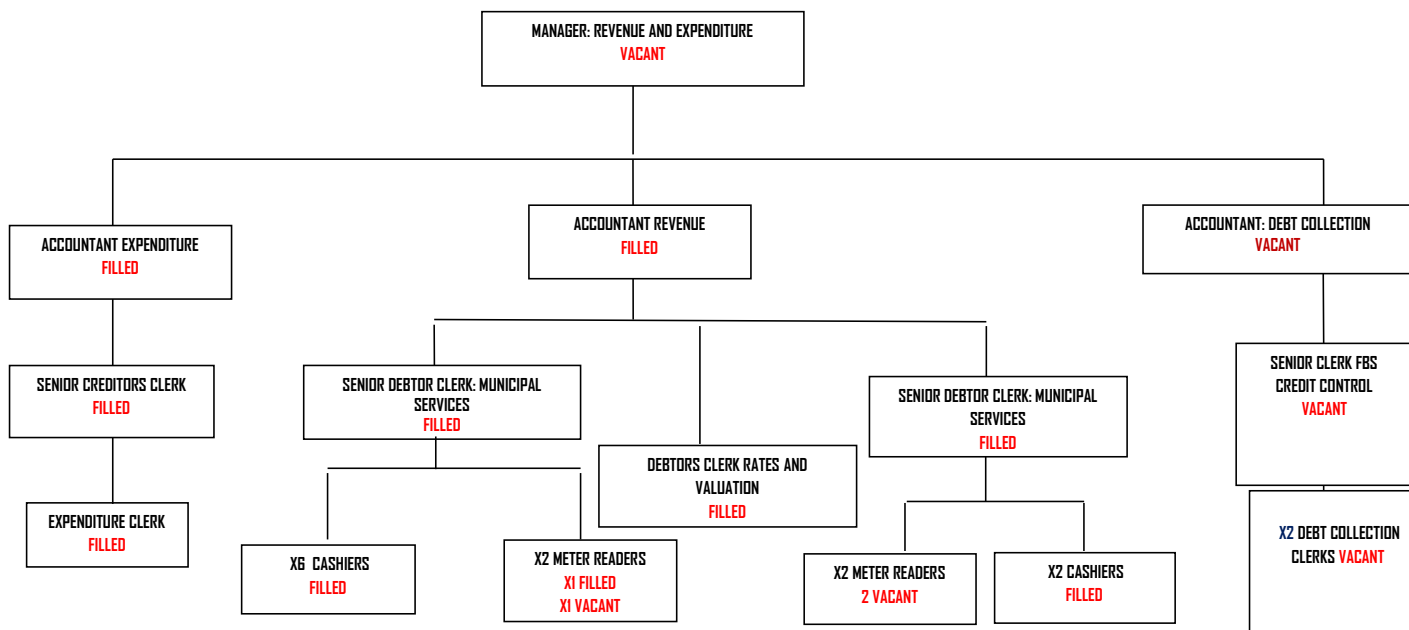 MANAGER: REVENUE AND EXPENDITURE
VACANT
ACCOUNTANT EXPENDITURE
FILLED
ACCOUNTANT REVENUE
FILLED
ACCOUNTANT: DEBT COLLECTION
VACANT
SENIOR CREDITORS CLERK
FILLED
SENIOR DEBTOR CLERK: MUNICIPAL
SERVICES
FILLED
SENIOR DEBTOR CLERK: MUNICIPAL
SERVICES
FILLED
SENIOR CLERK FBS
CREDIT CONTROL
VACANT
DEBTORS CLERK RATES AND
VALUATION
FILLED
EXPENDITURE CLERK
FILLED
X6 CASHIERS
FILLED
X2 METER READERS
X1 FILLED
X1 VACANT
X2 METER READERS
2 VACANT
X2 CASHIERS
FILLED
X2 DEBT COLLECTION
CLERKS VACANT